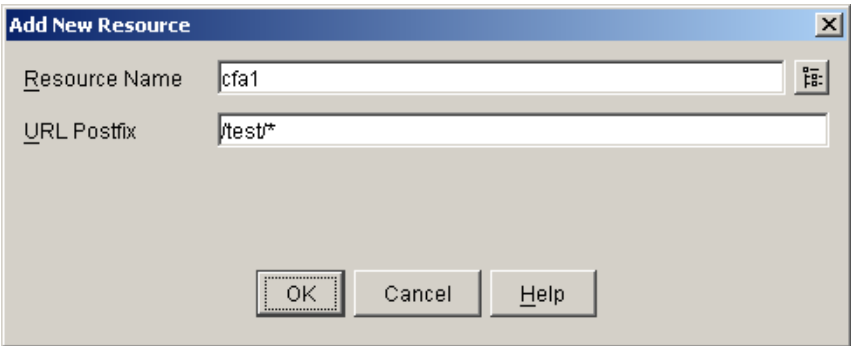 Add New Resource
Resource Name cfa1
URL Postfix /test/*
OK Cancel Help